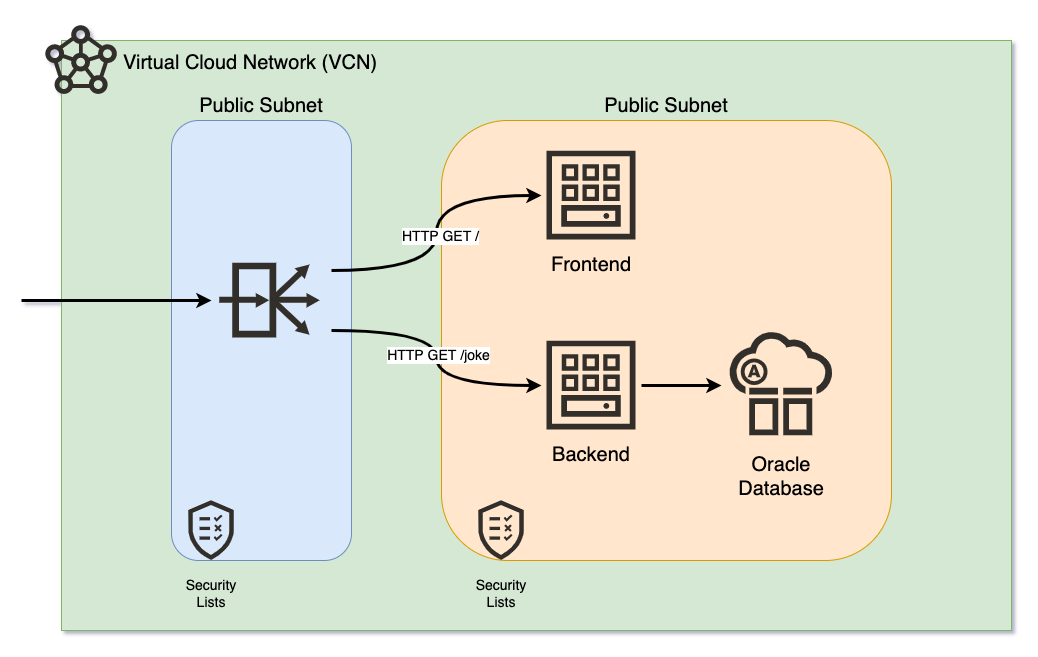 Virtual Cloud Network (VCN)
Public Subnet
Public Subnet
HTTP GET /
Frontend
HTTP GET /joke
A
Backend
Oracle
Database
Security
Lists
Security
Lists